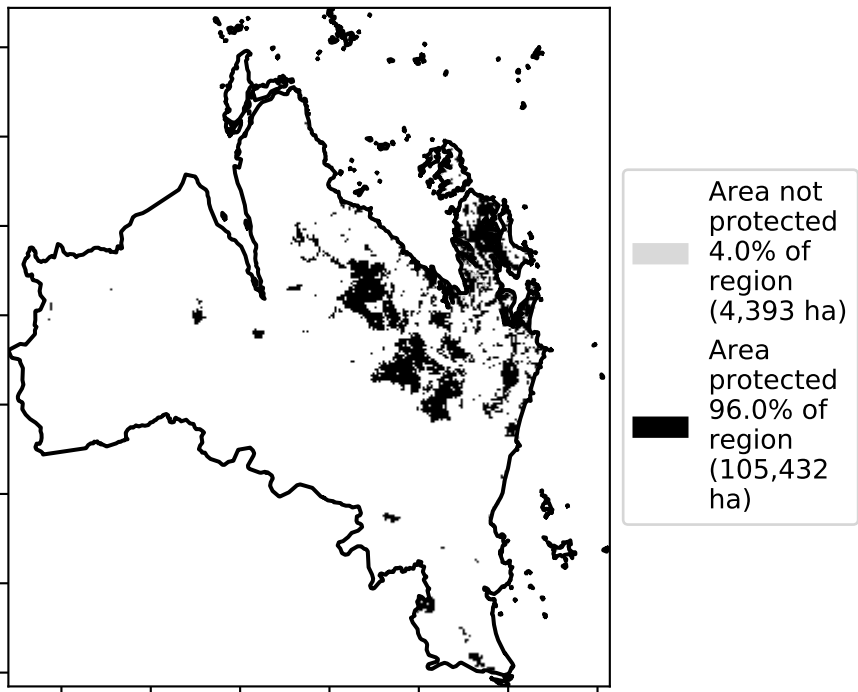 Area not
protected
4.0% of
region
(4,393 ha)
Area
protected
96.0% of
region
(105,432
ha)